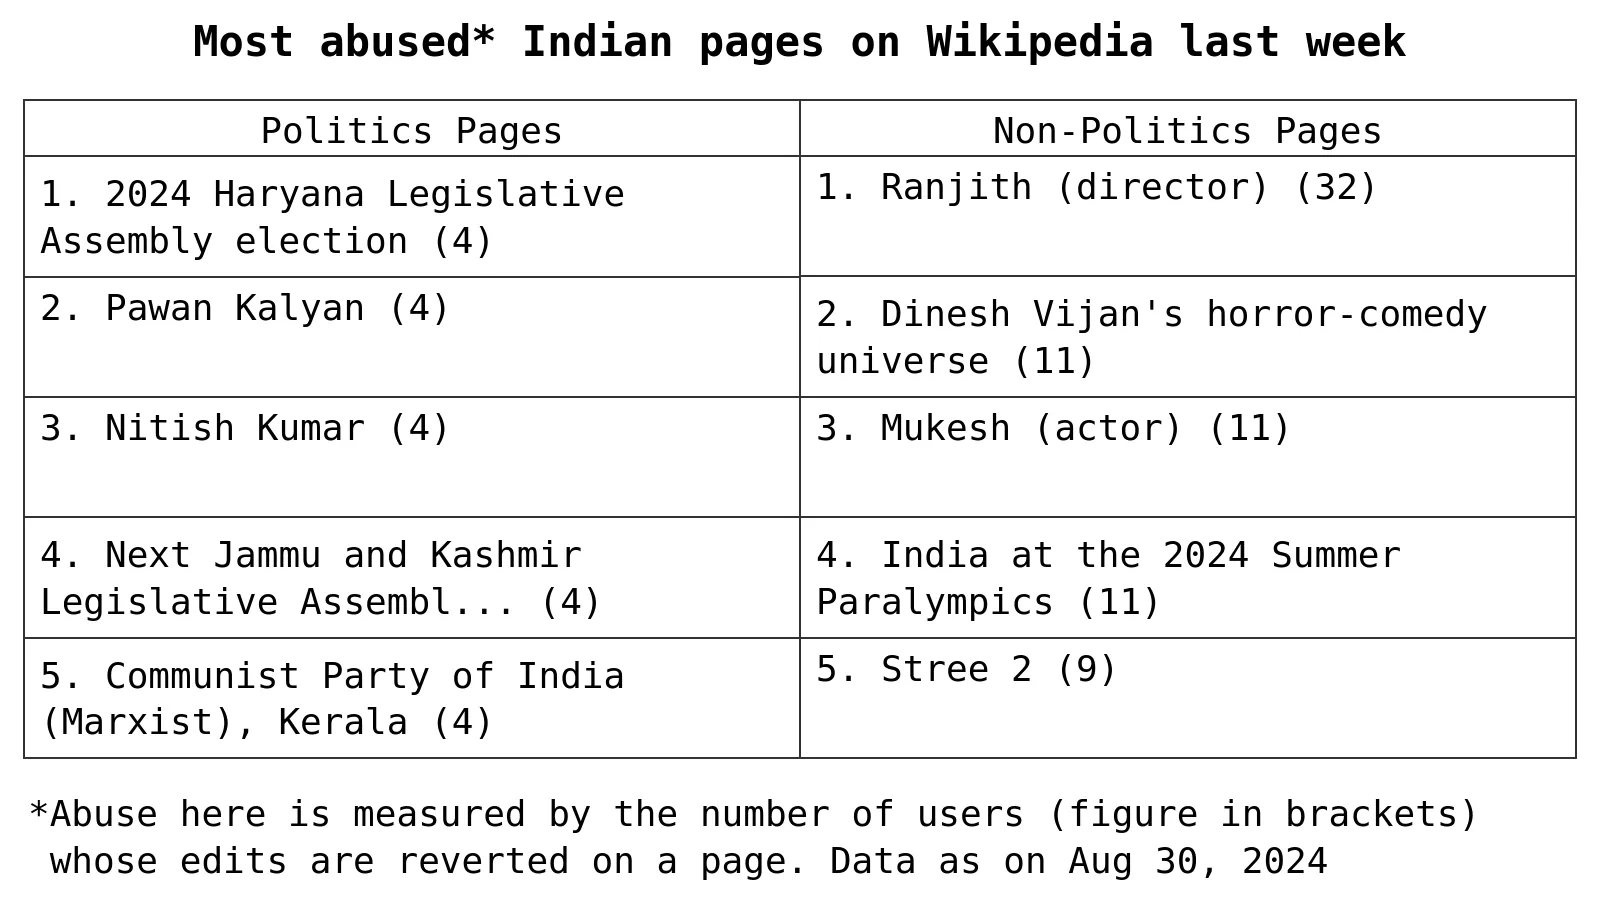 Most abused* Indian pages on Wikipedia last week
Politics Pages
Non-Politics Pages
1. 2024 Haryana Legislative
Assembly election (4)
1. Ranjith (director) (32)
2. Pawan Kalyan (4)
2. Dinesh Vijan's horror-comedy
universe (11)
3. Nitish Kumar (4)
3. Mukesh (actor) (11)
4. Next Jammu and Kashmir
Legislative Assembl... (4)
4. India at the 2024 Summer
Paralympics (11)
5. Communist Party of India
(Marxist), Kerala (4)
5. Stree 2 (9)
*Abuse here is measured by the number of users (figure in brackets)
whose edits are reverted on a page. Data as on Aug 30, 2024